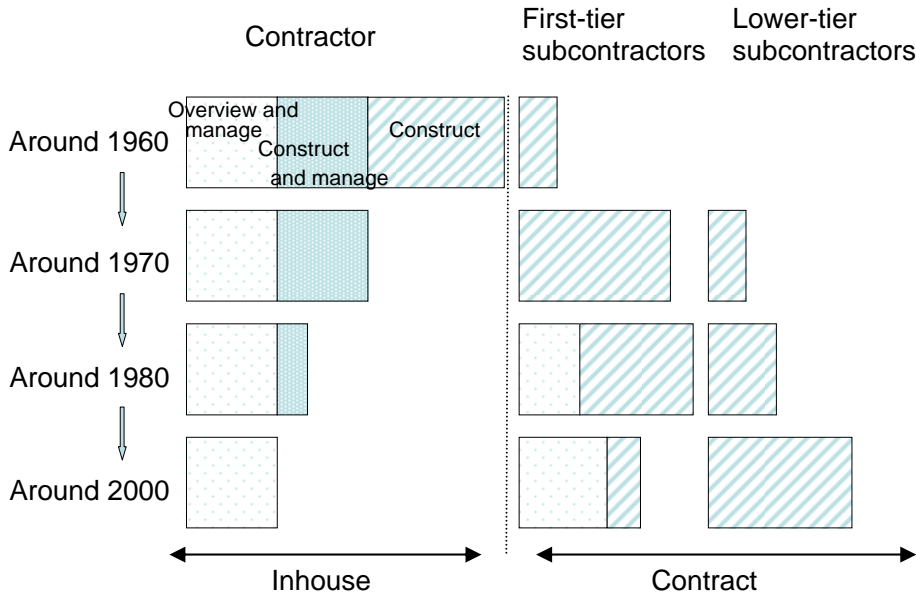 Contractor
First-tier
subcontractors
Lower-tier
subcontractors
Around 1960
Overview and
manage
Construct
and manage
Construct
Around 1970
Around 1980
Around 2000
Inhouse
Contract